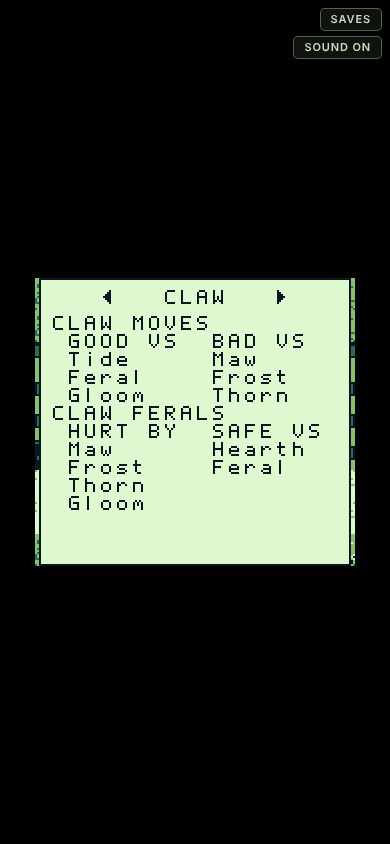 SAVES
SOUND ON
CLAW
CLAW MOVES
GOOD VS BAD VS
Tide Maw
Feral Frost
Gloom Thorn
CLAW FERALS
HURT BY SAFE VS
Maw Hearth
Frost Feral
Thorn
Gloom